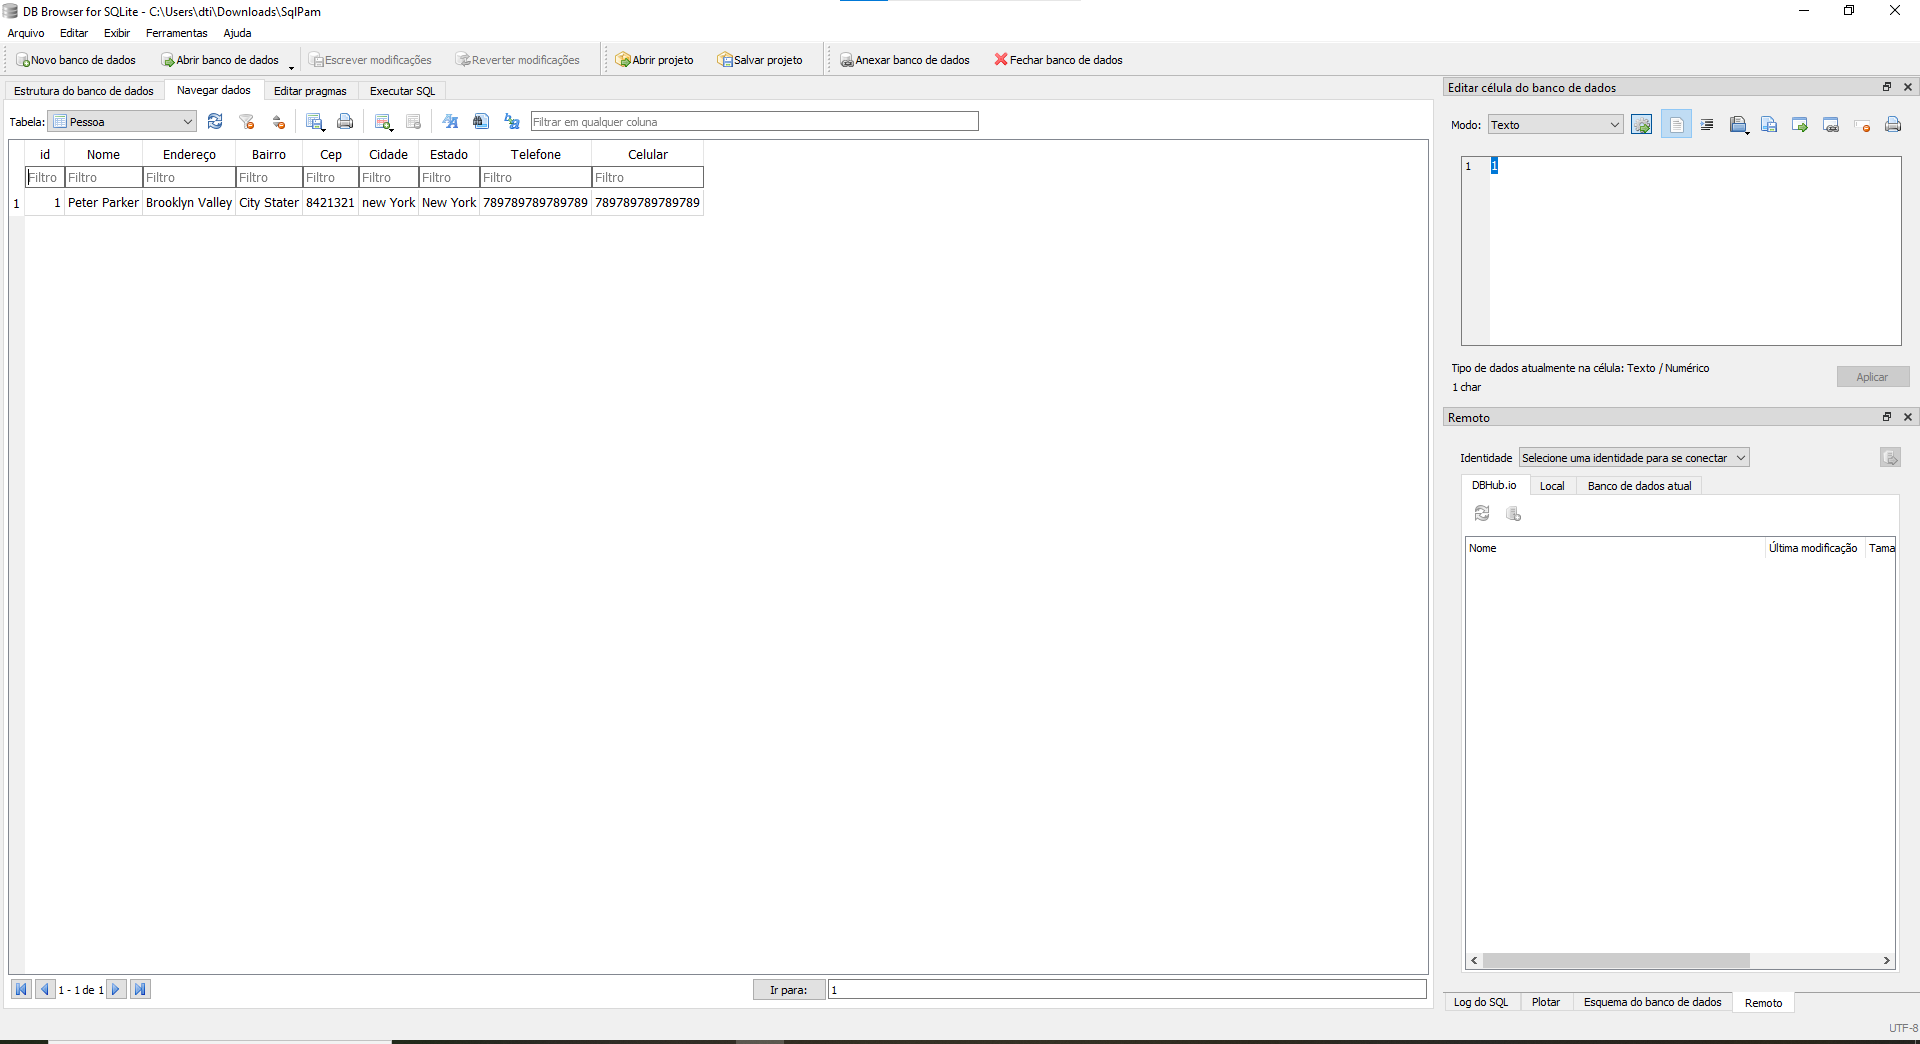 DB Browser for SQLite - C:\Users\dti\Downloads\SqlPam
Arquivo Editar Exibir Ferramentas Ajuda
Novo banco de dados Abrir banco de dados Escrever modificações Reverter modificações Abrir projeto Salvar projeto Anexar banco de dados Fechar banco de dados
Estrutura do banco de dados Navegar dados Editar pragmas Executar SQL
Tabela: Pessoa Filtrar em qualquer coluna
id Nome Endereço Bairro Cep Cidade Estado Telefone Celular
Filtro Filtro Filtro Filtro Filtro Filtro Filtro Filtro Filtro
1 1 Peter Parker Brooklyn Valley City Stater 8421321 new York New York 789789789789789 789789789789789
1 - 1 de 1 Ir para: 1
Editar célula do banco de dados
Modo: Texto
1 1
Tipo de dados atualmente na célula: Texto / Numérico
1 char
Aplicar
Remoto
Identidade Selecione uma identidade para se conectar
DBHub.io Local Banco de dados atual
Nome Última modificação Tama
Log do SQL Plotar Esquema do banco de dados Remoto
UTF-8